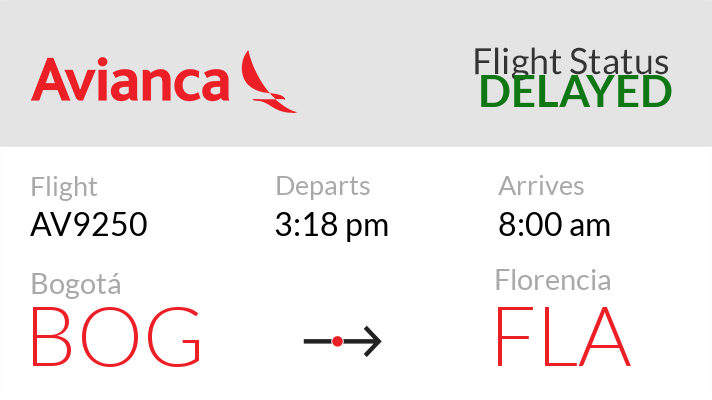 Avianca
Flight Status
DELAYED
Flight
AV9250
Departs
3:18 pm
Arrives
8:00 am
Bogotá
BOG
Florencia
FLA